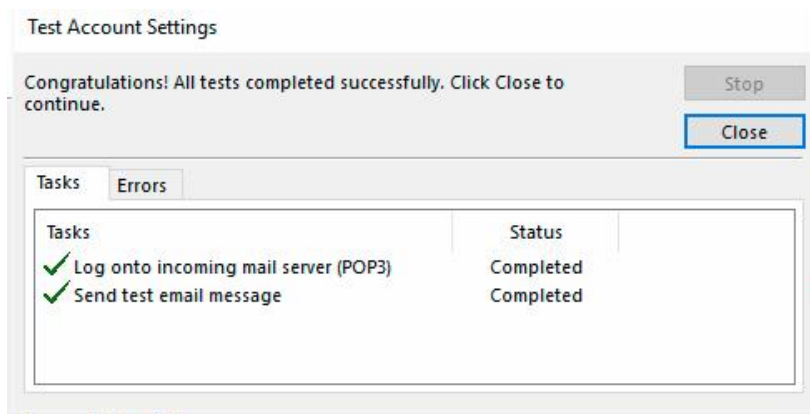 Test Account Settings
Congratulations! All tests completed successfully. Click Close to
continue.
Stop
Close
Tasks Errors
Tasks Status
Log onto incoming mail server (POP3) Completed
Send test email message Completed